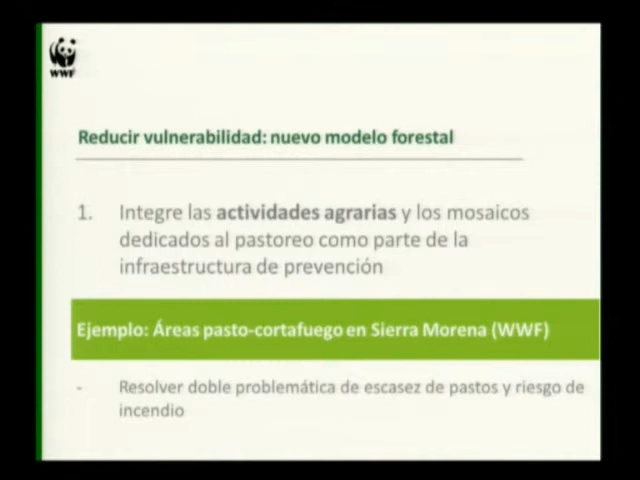 WWF
Reducir vulnerabilidad: nuevo modelo forestal
1. Integre las actividades agrarias y los mosaicos
dedicados al pastoreo como parte de la
infraestructura de prevención
Ejemplo: Áreas pasto-cortafuego en Sierra Morena (WWF)
- Resolver doble problemática de escasez de pastos y riesgo de
incendio